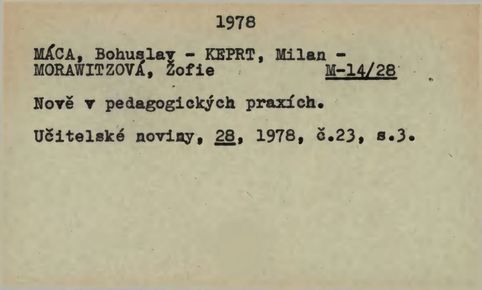 1978
MÁCA, Bohuslav - KEPRT, Milan -
MORAWITZOVÁ, Žofie M-14/28
Nově v pedagogických praxích.
Učitelské noviny, 28, 1978, č.23, s.3.